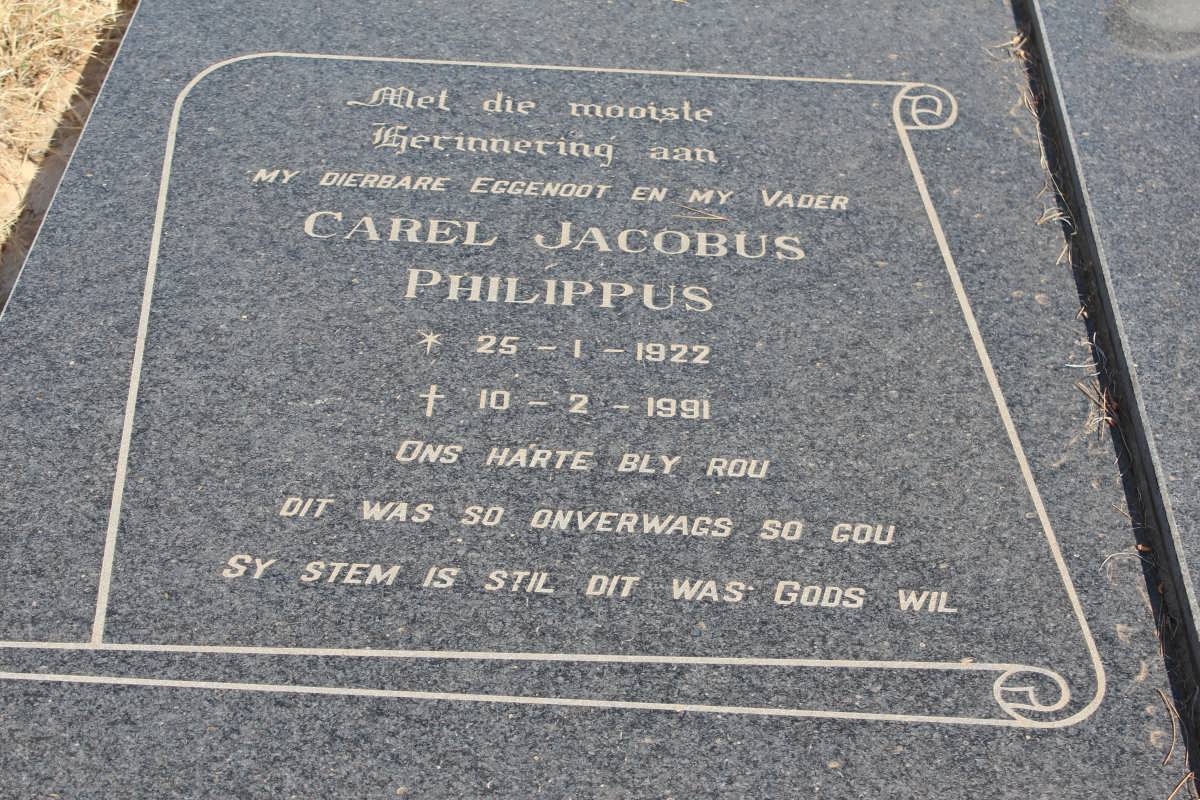 Met die mooiste
Herinnering aan
MY DIERBARE EGGENOOT EN MY VADER
CAREL JACOBUS
PHILIPPUS
* 25 - 1 - 1922
† 10 - 2 - 1991
ONS HARTE BLY ROU
DIT WAS SO ONVERWAGS SO GOU
SY STEM IS STIL DIT WAS GODS WIL